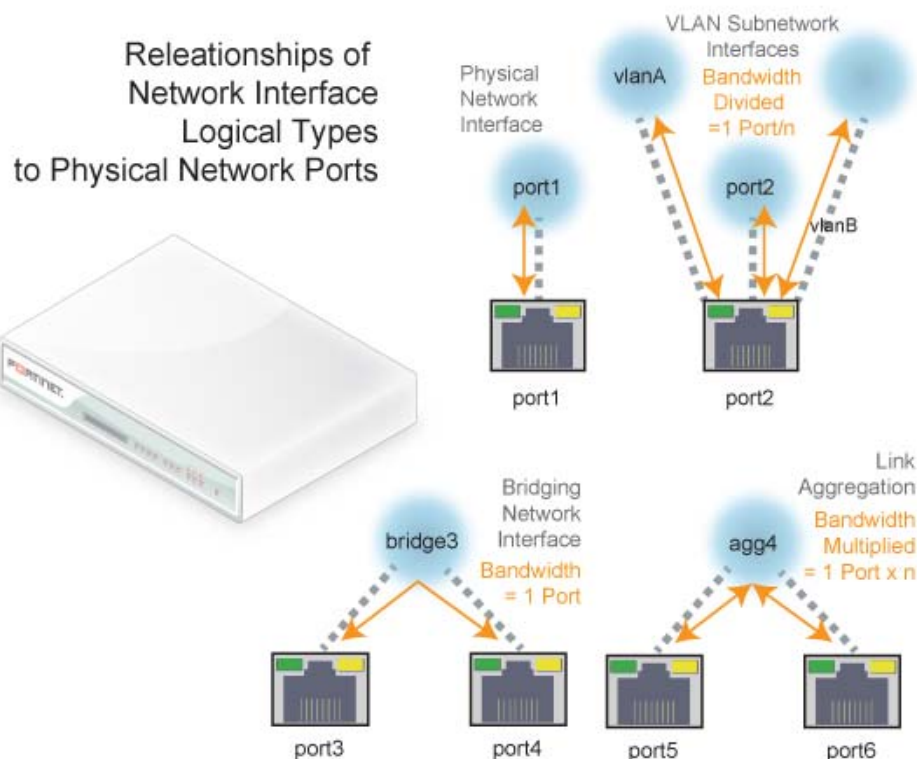 Releationships of
Network Interface
Logical Types
to Physical Network Ports
Physical
Network
Interface
port1
port1
VLAN Subnetwork
Interfaces
Bandwidth
Divided
=1 Port/n
vlanA
port2
vlanB
port2
FORTINET
Bridging
Network
Interface
Bandwidth
= 1 Port
bridge3
port3
port4
Link
Aggregation
Bandwidth
Multiplied
= 1 Port x n
agg4
port5
port6